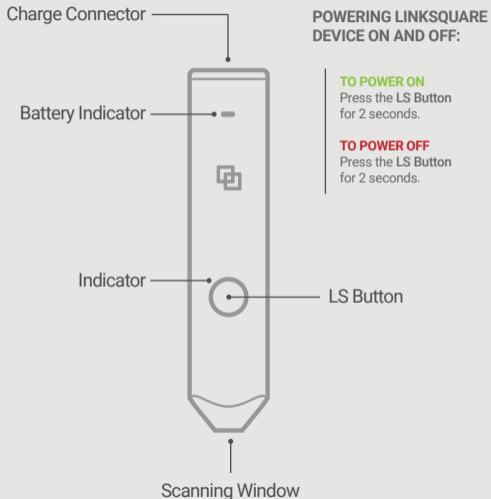 Charge Connector
POWERING LINKSQUARE
DEVICE ON AND OFF:
TO POWER ON
Press the LS Button
for 2 seconds.
Battery Indicator
TO POWER OFF
Press the LS Button
for 2 seconds.
Indicator
LS Button
Scanning Window